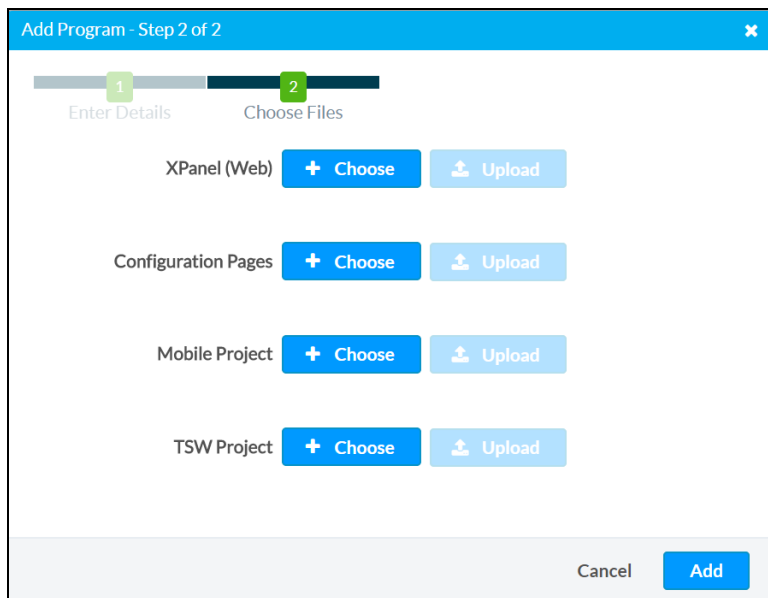 Add Program - Step 2 of 2
1 2
Enter Details Choose Files
XPanel (Web) + Choose Upload
Configuration Pages + Choose Upload
Mobile Project + Choose Upload
TSW Project + Choose Upload
Cancel Add